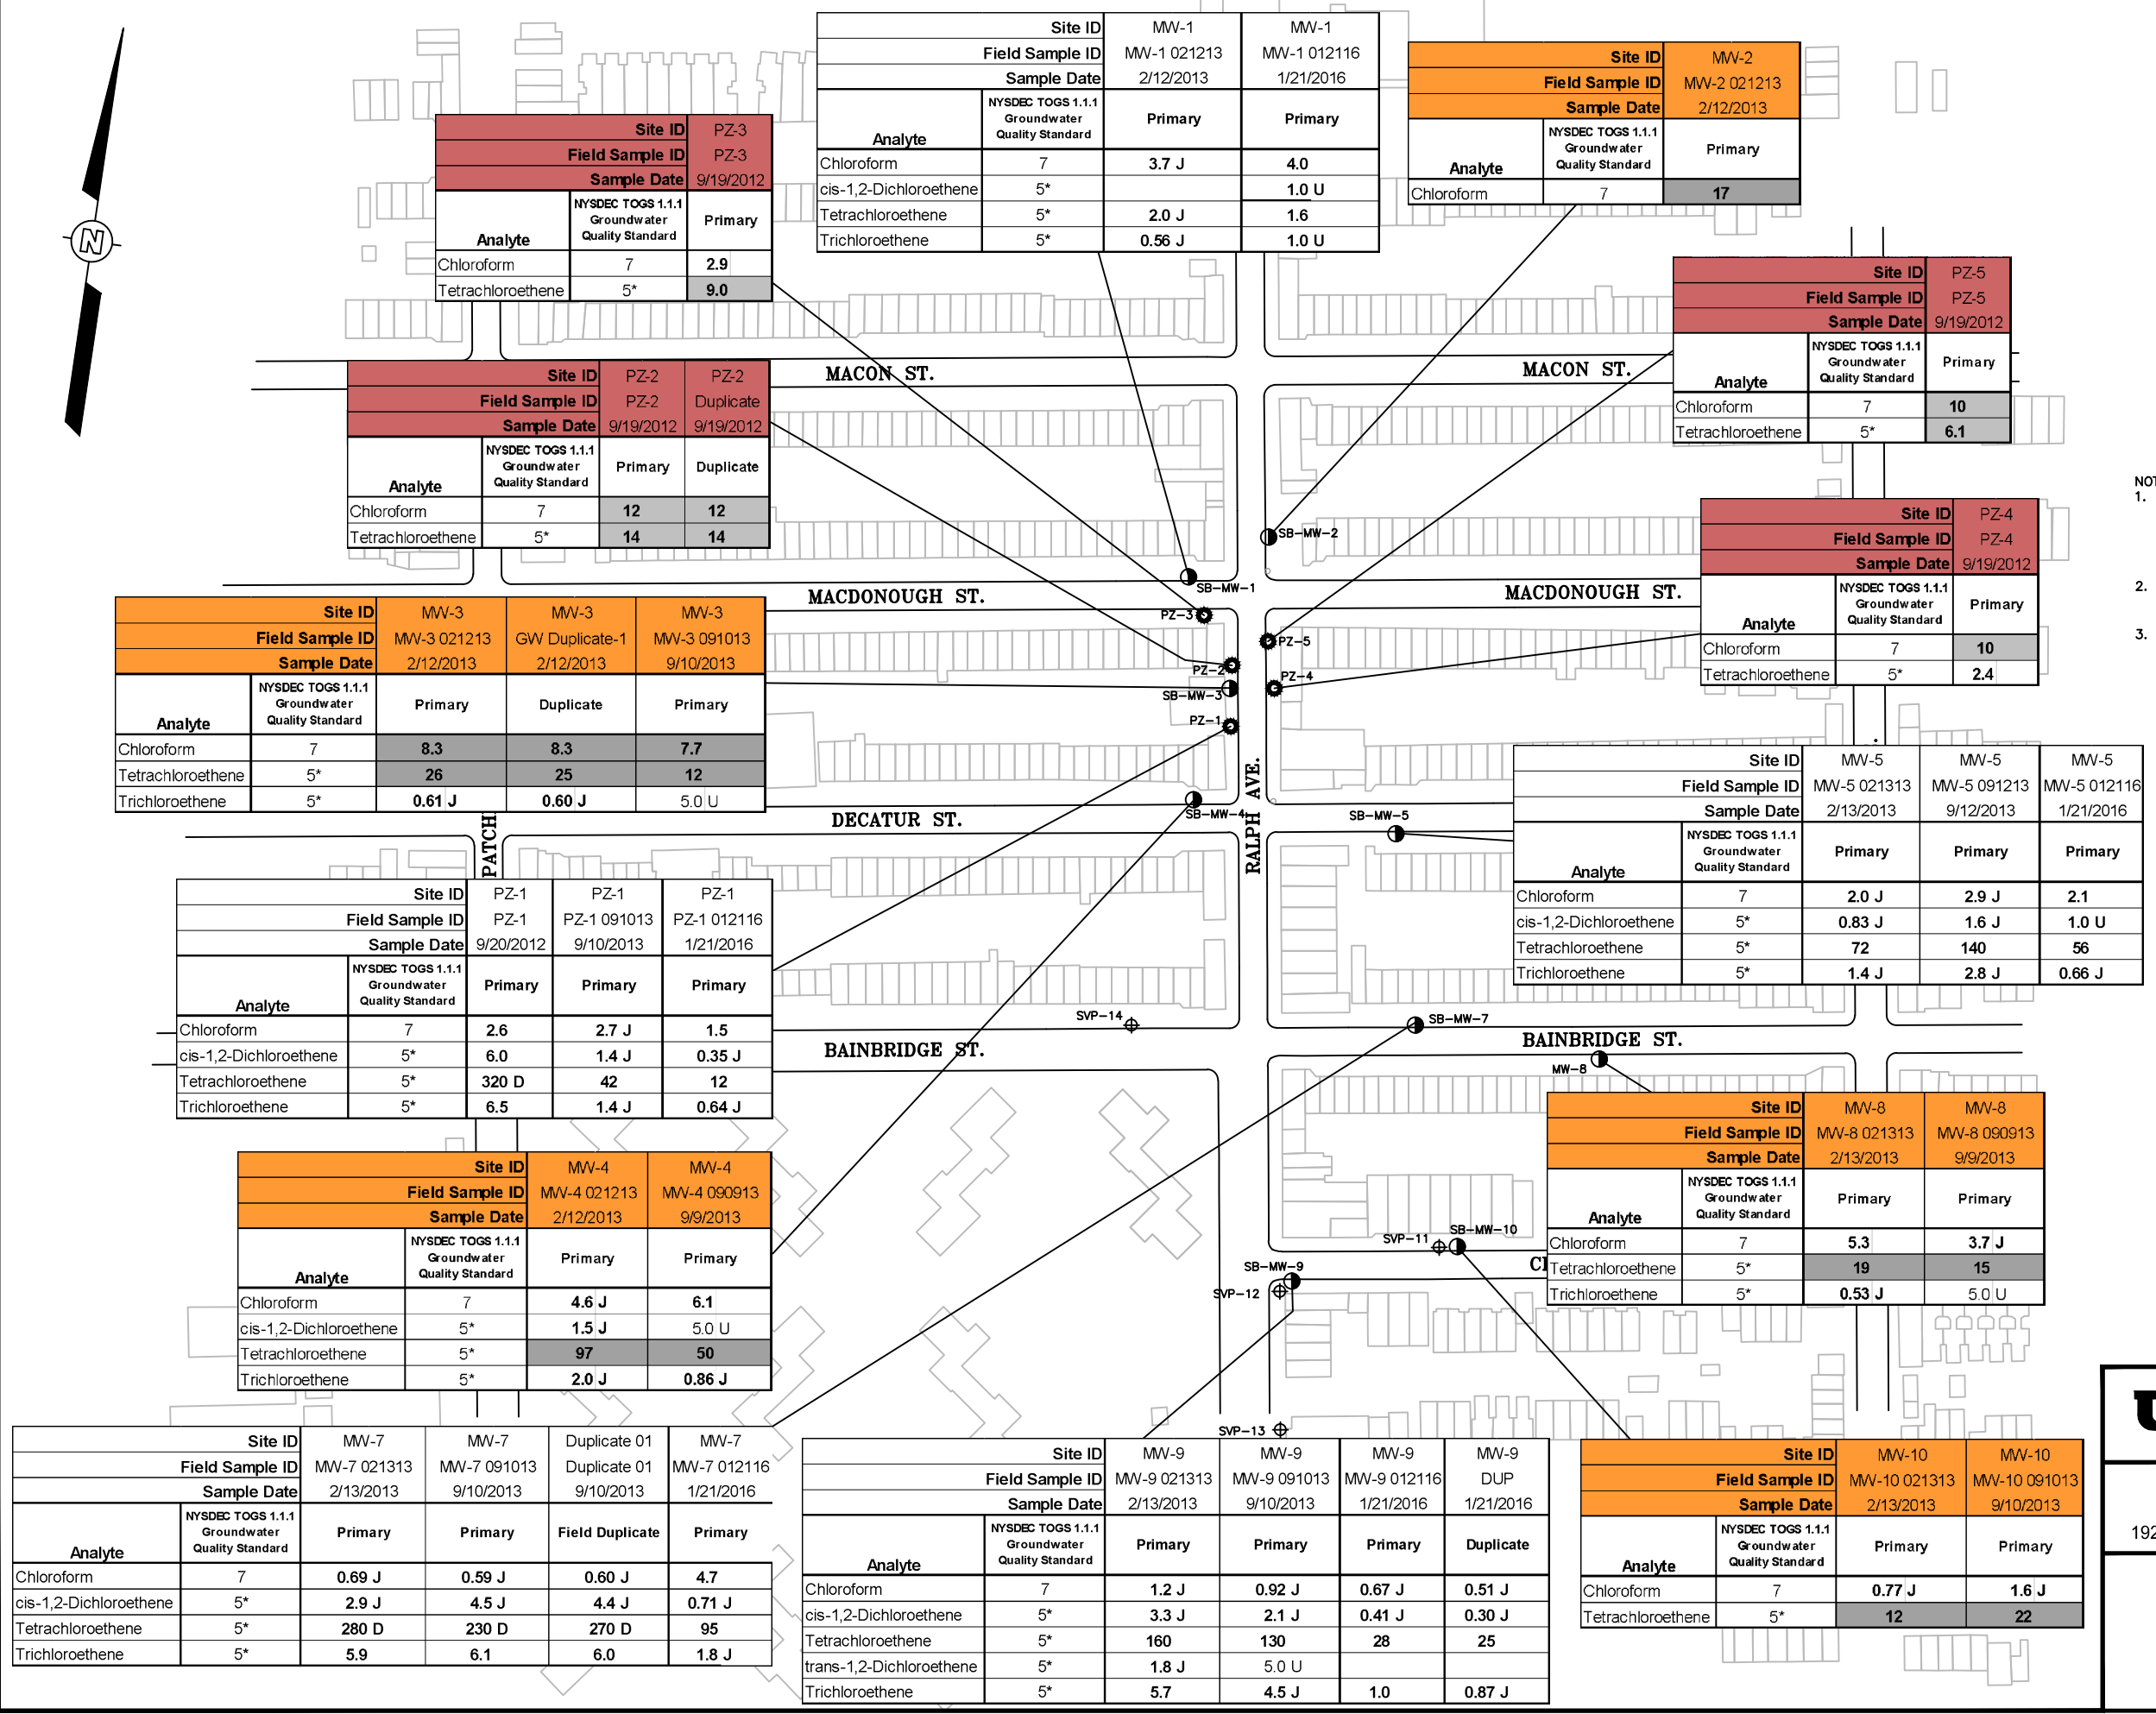 Site ID MW-1 MW-1
Field Sample ID MW-1 021213 MW-1 012116
Sample Date 2/12/2013 1/21/2016
Analyte NYSDEC TOGS 1.1.1 Groundwater Quality Standard Primary Primary
Chloroform 7 3.7 J 4.0
cis-1,2-Dichloroethene 5* 1.0 U
Tetrachloroethene 5* 2.0 J 1.6
Trichloroethene 5* 0.56 J 1.0 U
Site ID MW-2
Field Sample ID MW-2 021213
Sample Date 2/12/2013
Analyte NYSDEC TOGS 1.1.1 Groundwater Quality Standard Primary
Chloroform 7 17
N
Site ID PZ-3
Field Sample ID PZ-3
Sample Date 9/19/2012
Analyte NYSDEC TOGS 1.1.1 Groundwater Quality Standard Primary
Chloroform 7 2.9
Tetrachloroethene 5* 9.0
Site ID PZ-5
Field Sample ID PZ-5
Sample Date 9/19/2012
Analyte NYSDEC TOGS 1.1.1 Groundwater Quality Standard Primary
Chloroform 7 10
Tetrachloroethene 5* 6.1
MACON ST. MACON ST.
Site ID PZ-2 PZ-2
Field Sample ID PZ-2 Duplicate
Sample Date 9/19/2012 9/19/2012
Analyte NYSDEC TOGS 1.1.1 Groundwater Quality Standard Primary Duplicate
Chloroform 7 12 12
Tetrachloroethene 5* 14 14
1.
2.
3.
Site ID PZ-4
Field Sample ID PZ-4
Sample Date 9/19/2012
Analyte NYSDEC TOGS 1.1.1 Groundwater Quality Standard Primary
Chloroform 7 10
Tetrachloroethene 5* 2.4
SB-MW-2
SB-MW-1
MACDONOUGH ST. MACDONOUGH ST.
PZ-3
PZ-5
PZ-2
PZ-4
SB-MW-3
PZ-1
Site ID MW-3 MW-3 MW-3
Field Sample ID MW-3 021213 GW Duplicate-1 MW-3 091013
Sample Date 2/12/2013 2/12/2013 9/10/2013
Analyte NYSDEC TOGS 1.1.1 Groundwater Quality Standard Primary Duplicate Primary
Chloroform 7 8.3 8.3 7.7
Tetrachloroethene 5* 26 25 12
Trichloroethene 5* 0.61 J 0.60 J 5.0 U
Site ID MW-5 MW-5 MW-5
Field Sample ID MW-5 021313 MW-5 091213 MW-5 012116
Sample Date 2/13/2013 9/12/2013 1/21/2016
Analyte NYSDEC TOGS 1.1.1 Groundwater Quality Standard Primary Primary Primary
Chloroform 7 2.0 J 2.9 J 2.1
cis-1,2-Dichloroethene 5* 0.83 J 1.6 J 1.0 U
Tetrachloroethene 5* 72 140 56
Trichloroethene 5* 1.4 J 2.8 J 0.66 J
SB-MW-4
SB-MW-5
DECATUR ST.
RALPH AVE.
PATCH
Site ID PZ-1 PZ-1 PZ-1
Field Sample ID PZ-1 PZ-1 091013 PZ-1 012116
Sample Date 9/20/2012 9/10/2013 1/21/2016
Analyte NYSDEC TOGS 1.1.1 Groundwater Quality Standard Primary Primary Primary
Chloroform 7 2.6 2.7 J 1.5
cis-1,2-Dichloroethene 5* 6.0 1.4 J 0.35 J
Tetrachloroethene 5* 320 D 42 12
Trichloroethene 5* 6.5 1.4 J 0.64 J
SVP-14
SB-MW-7
BAINBRIDGE ST. BAINBRIDGE ST.
MW-8
Site ID MW-8 MW-8
Field Sample ID MW-8 021313 MW-8 090913
Sample Date 2/13/2013 9/9/2013
Analyte NYSDEC TOGS 1.1.1 Groundwater Quality Standard Primary Primary
Chloroform 7 5.3 3.7 J
Tetrachloroethene 5* 19 15
Trichloroethene 5* 0.53 J 5.0 U
Site ID MW-4 MW-4
Field Sample ID MW-4 021213 MW-4 090913
Sample Date 2/12/2013 9/9/2013
Analyte NYSDEC TOGS 1.1.1 Groundwater Quality Standard Primary Primary
Chloroform 7 4.6 J 6.1
cis-1,2-Dichloroethene 5* 1.5 J 5.0 U
Tetrachloroethene 5* 97 50
Trichloroethene 5* 2.0 J 0.86 J
SVP-11
SB-MW-10
SB-MW-9
SVP-12
SVP-13
Site ID MW-7 MW-7 Duplicate 01 MW-7
Field Sample ID MW-7 021313 MW-7 091013 Duplicate 01 MW-7 012116
Sample Date 2/13/2013 9/10/2013 9/10/2013 1/21/2016
Analyte NYSDEC TOGS 1.1.1 Groundwater Quality Standard Primary Primary Field Duplicate Primary
Chloroform 7 0.69 J 0.59 J 0.60 J 4.7
cis-1,2-Dichloroethene 5* 2.9 J 4.5 J 4.4 J 0.71 J
Tetrachloroethene 5* 280 D 230 D 270 D 95
Trichloroethene 5* 5.9 6.1 6.0 1.8 J
Site ID MW-9 MW-9 MW-9 MW-9
Field Sample ID MW-9 021313 MW-9 091013 MW-9 012116 DUP
Sample Date 2/13/2013 9/10/2013 1/21/2016 1/21/2016
Analyte NYSDEC TOGS 1.1.1 Groundwater Quality Standard Primary Primary Primary Duplicate
Chloroform 7 1.2 J 0.92 J 0.67 J 0.51 J
cis-1,2-Dichloroethene 5* 3.3 J 2.1 J 0.41 J 0.30 J
Tetrachloroethene 5* 160 130 28 25
trans-1,2-Dichloroethene 5* 1.8 J 5.0 U
Trichloroethene 5* 5.7 4.5 J 1.0 0.87 J
Site ID MW-10 MW-10
Field Sample ID MW-10 021313 MW-10 091013
Sample Date 2/13/2013 9/10/2013
Analyte NYSDEC TOGS 1.1.1 Groundwater Quality Standard Primary Primary
Chloroform 7 0.77 J 1.6 J
Tetrachloroethene 5* 12 22
192